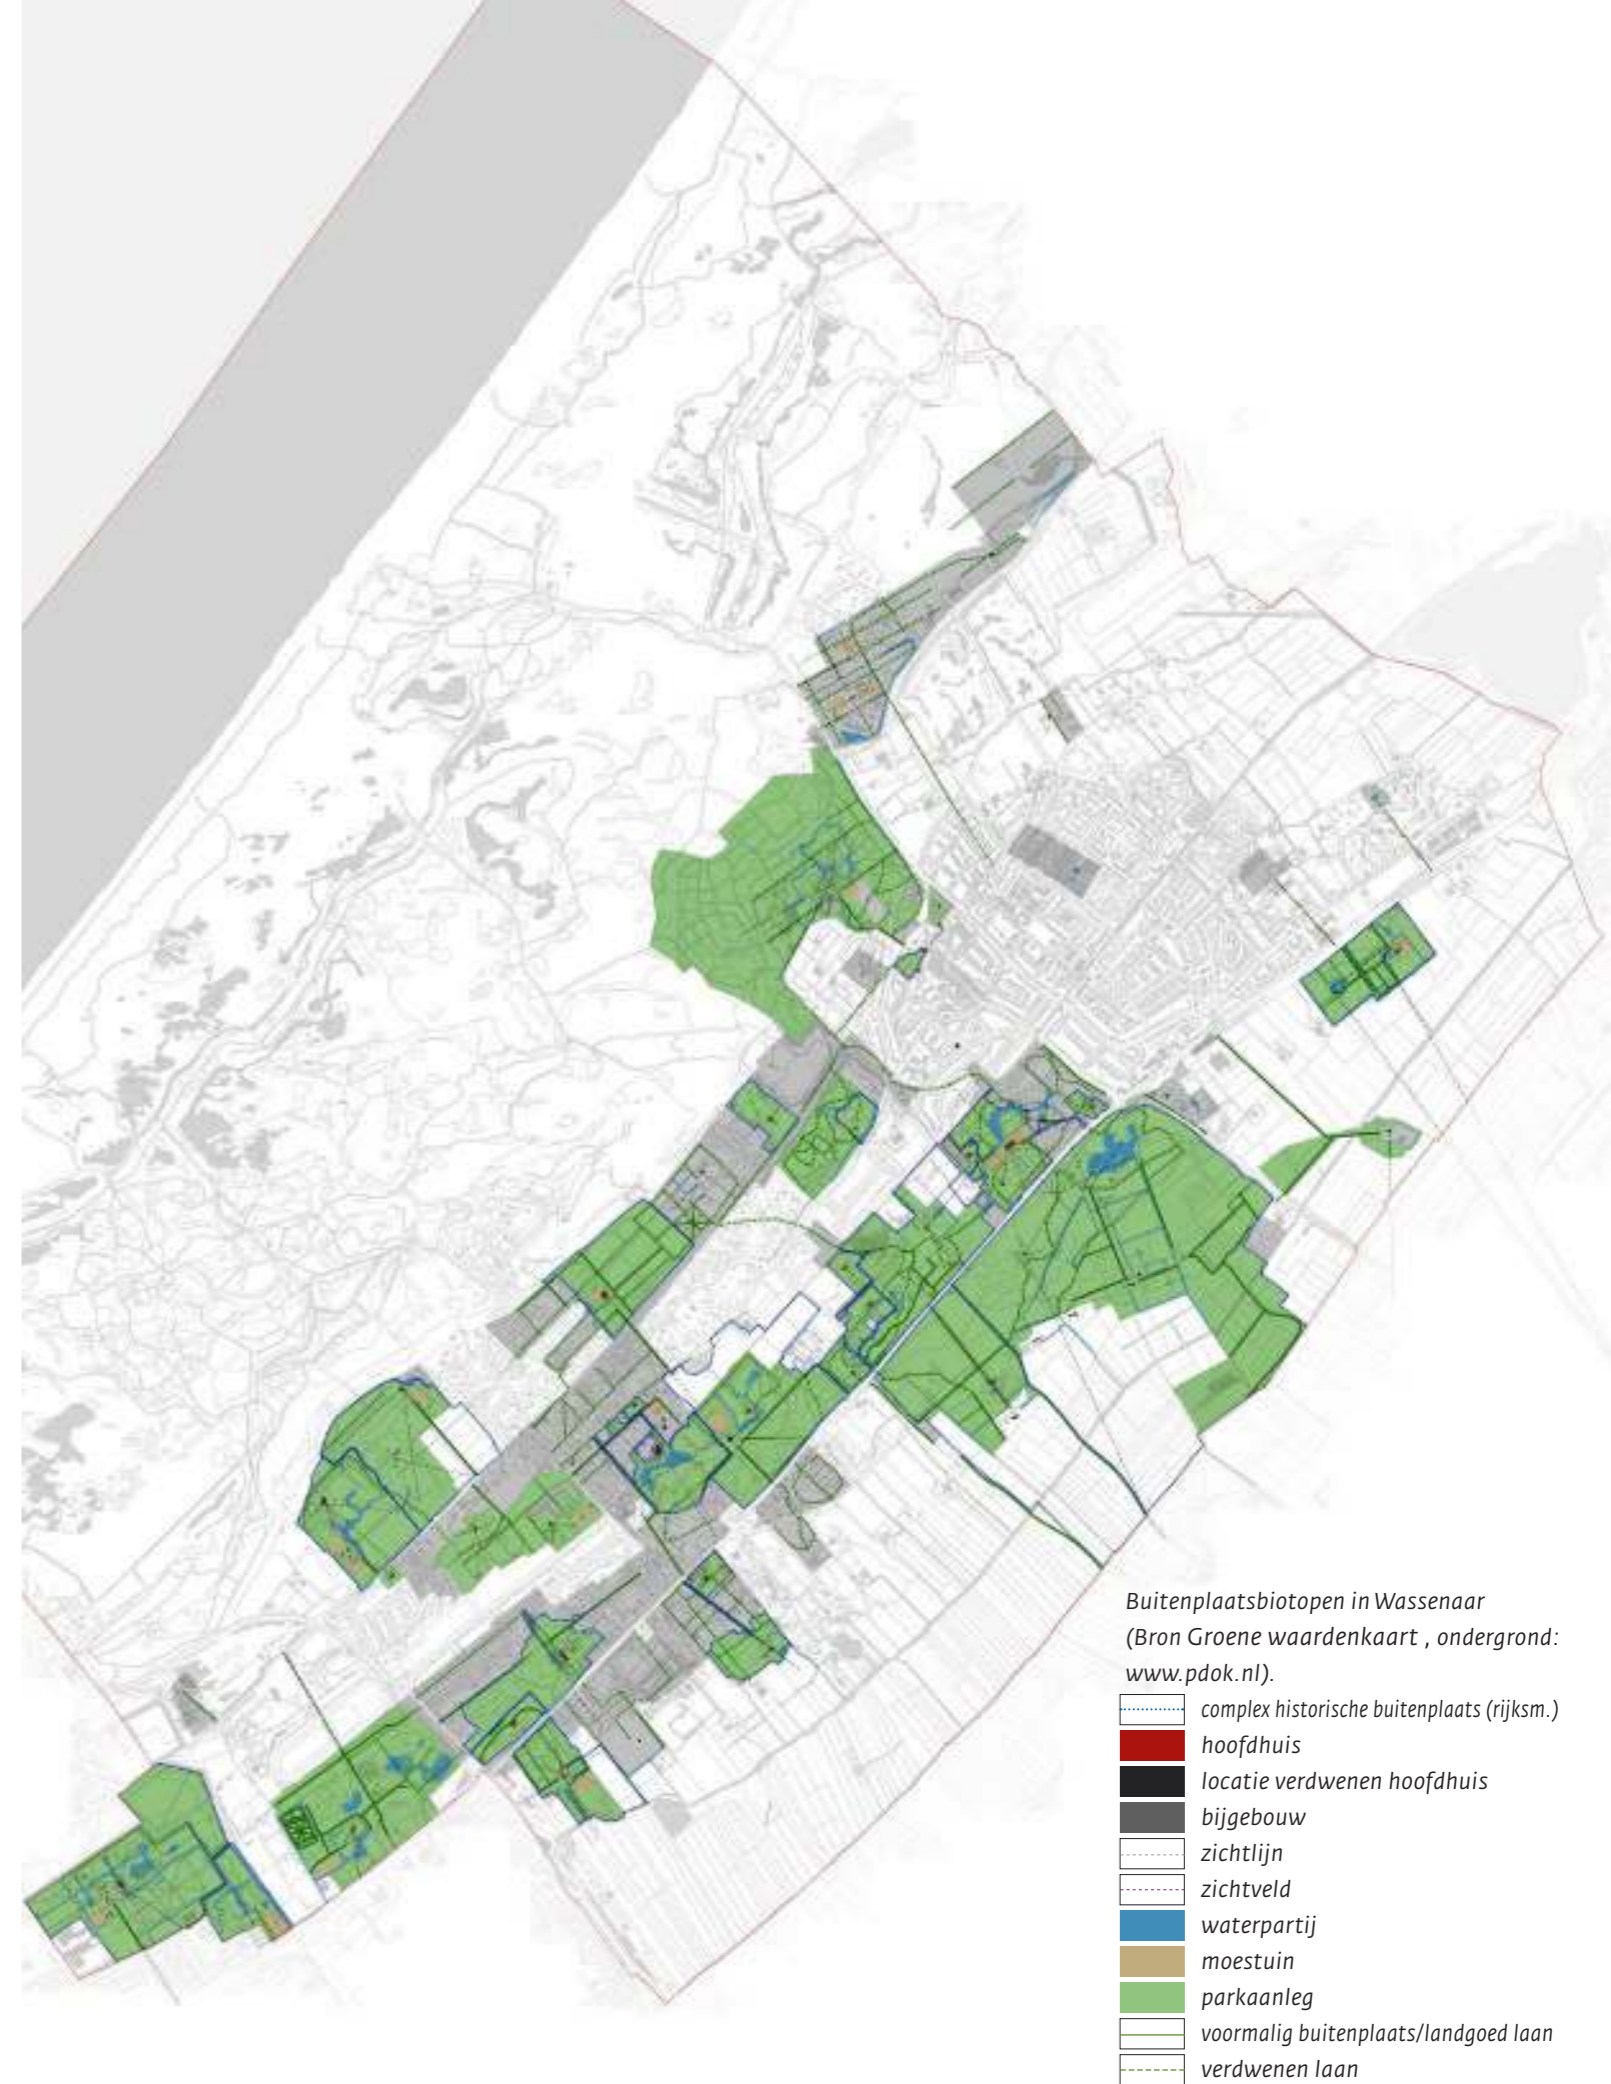 Buitenplaatsbiotopen in Wassenaar
(Bron Groene waardenkaart , ondergrond:
www.pdok.nl).
complex historische buitenplaats (rijksm.)
hoofdhuis
locatie verdwenen hoofdhuis
bijgebouw
zichtlijn
zichtveld
waterpartij
moestuin
parkaanleg
voormalig buitenplaats/landgoed laan
verdwenen laan